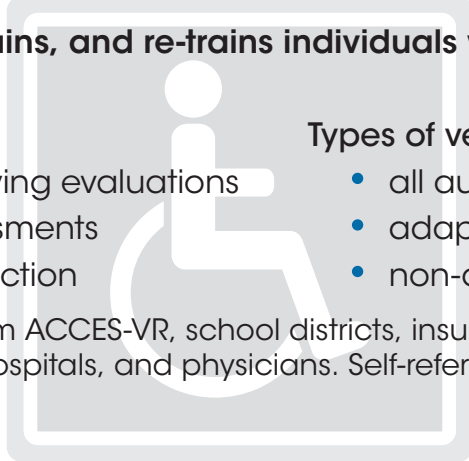 ains, and re-trains individuals
Types of ve
ving evaluations
• all au
sments
• adap
ction
• non-
m ACCES-VR, school districts, insu
ospitals, and physicians. Self-refer